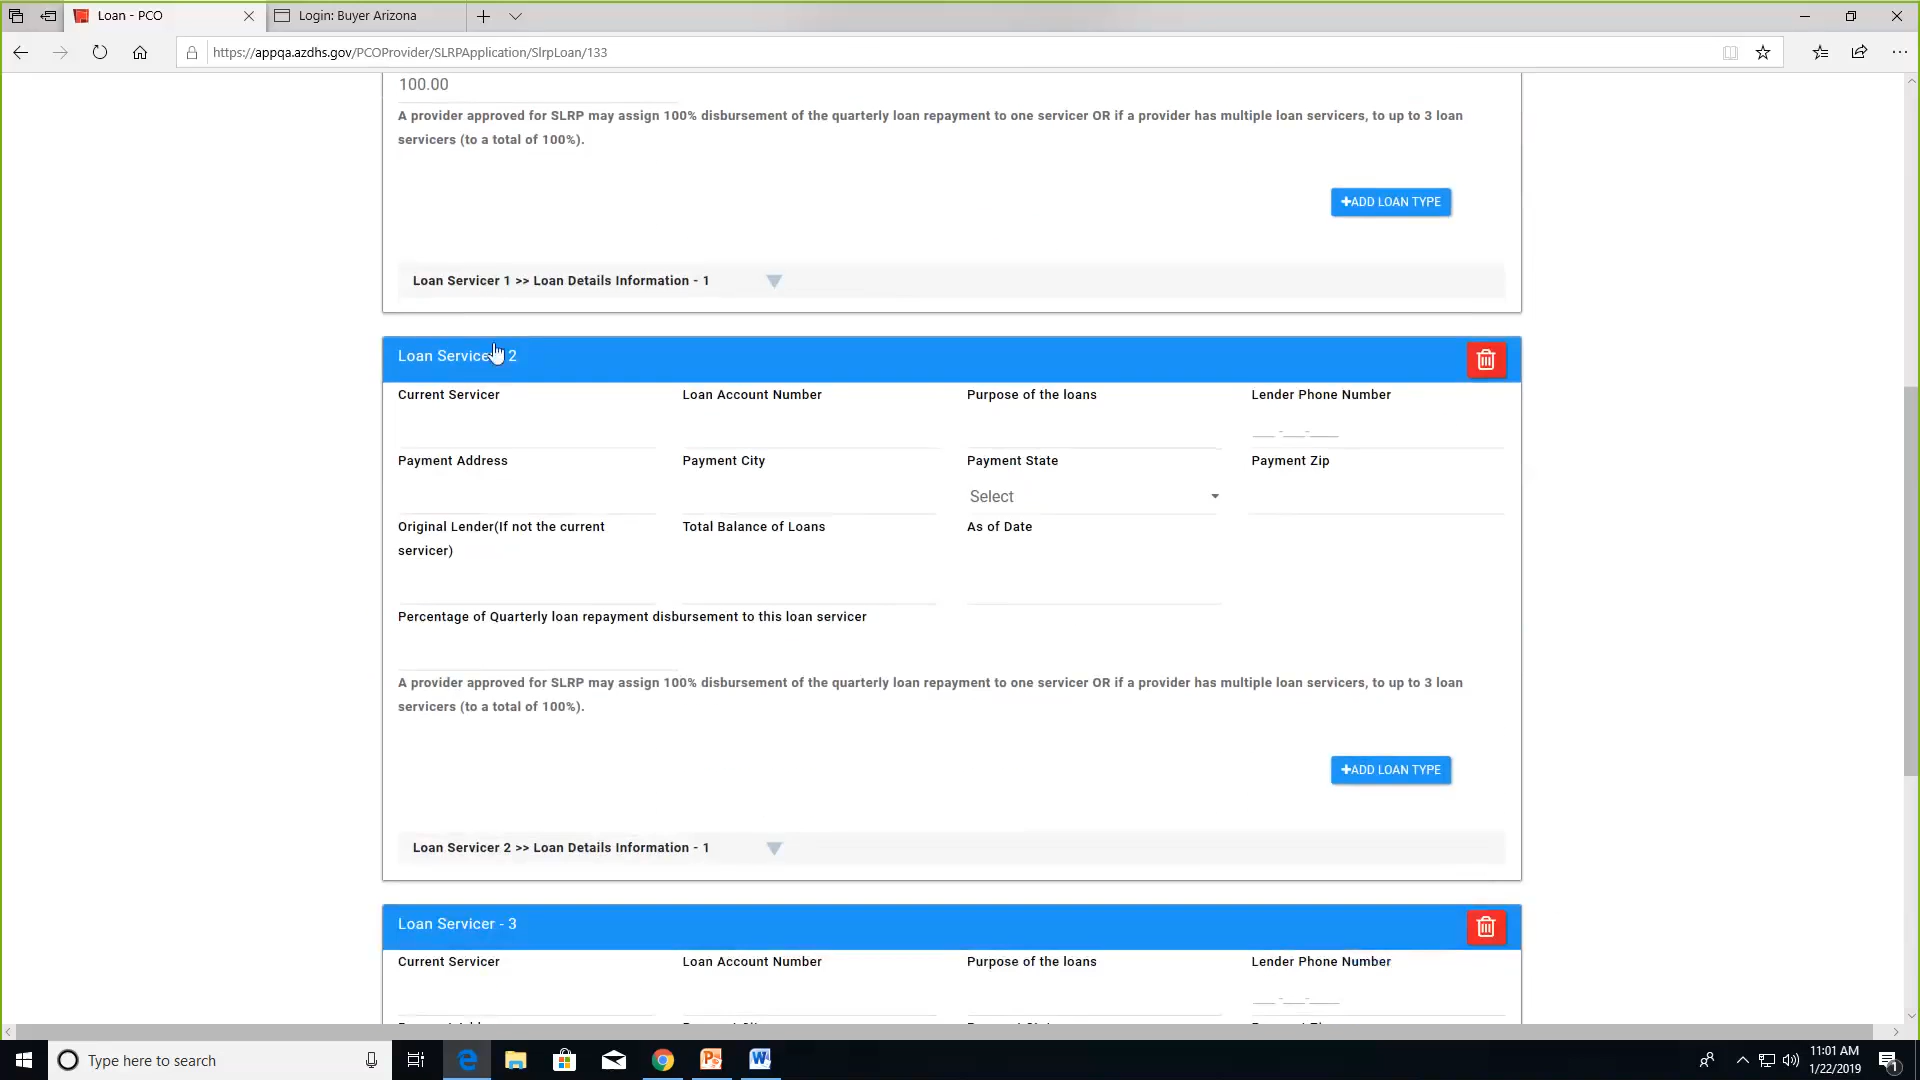 Loan - PCO
Login: Buyer Arizona
https://appqa.azdhs.gov/PCOProvider/SLRPApplication/SlrpLoan/133
100.00
A provider approved for SLRP may assign 100% disbursement of the quarterly loan repayment to one servicer OR if a provider has multiple loan servicers, to up to 3 loan
servicers (to a total of 100%).
+ADD LOAN TYPE
Loan Servicer 1 >> Loan Details Information - 1
Loan Service 2
Current Servicer Loan Account Number Purpose of the loans Lender Phone Number
___-___-____
Payment Address Payment City Payment State Payment Zip
Select
Original Lender(If not the current Total Balance of Loans As of Date
servicer)
Percentage of Quarterly loan repayment disbursement to this loan servicer
A provider approved for SLRP may assign 100% disbursement of the quarterly loan repayment to one servicer OR if a provider has multiple loan servicers, to up to 3 loan
servicers (to a total of 100%).
+ADD LOAN TYPE
Loan Servicer 2 >> Loan Details Information - 1
Loan Servicer - 3
Current Servicer Loan Account Number Purpose of the loans Lender Phone Number
___-___-____
Type here to search
11:01 AM
1/22/2019
1